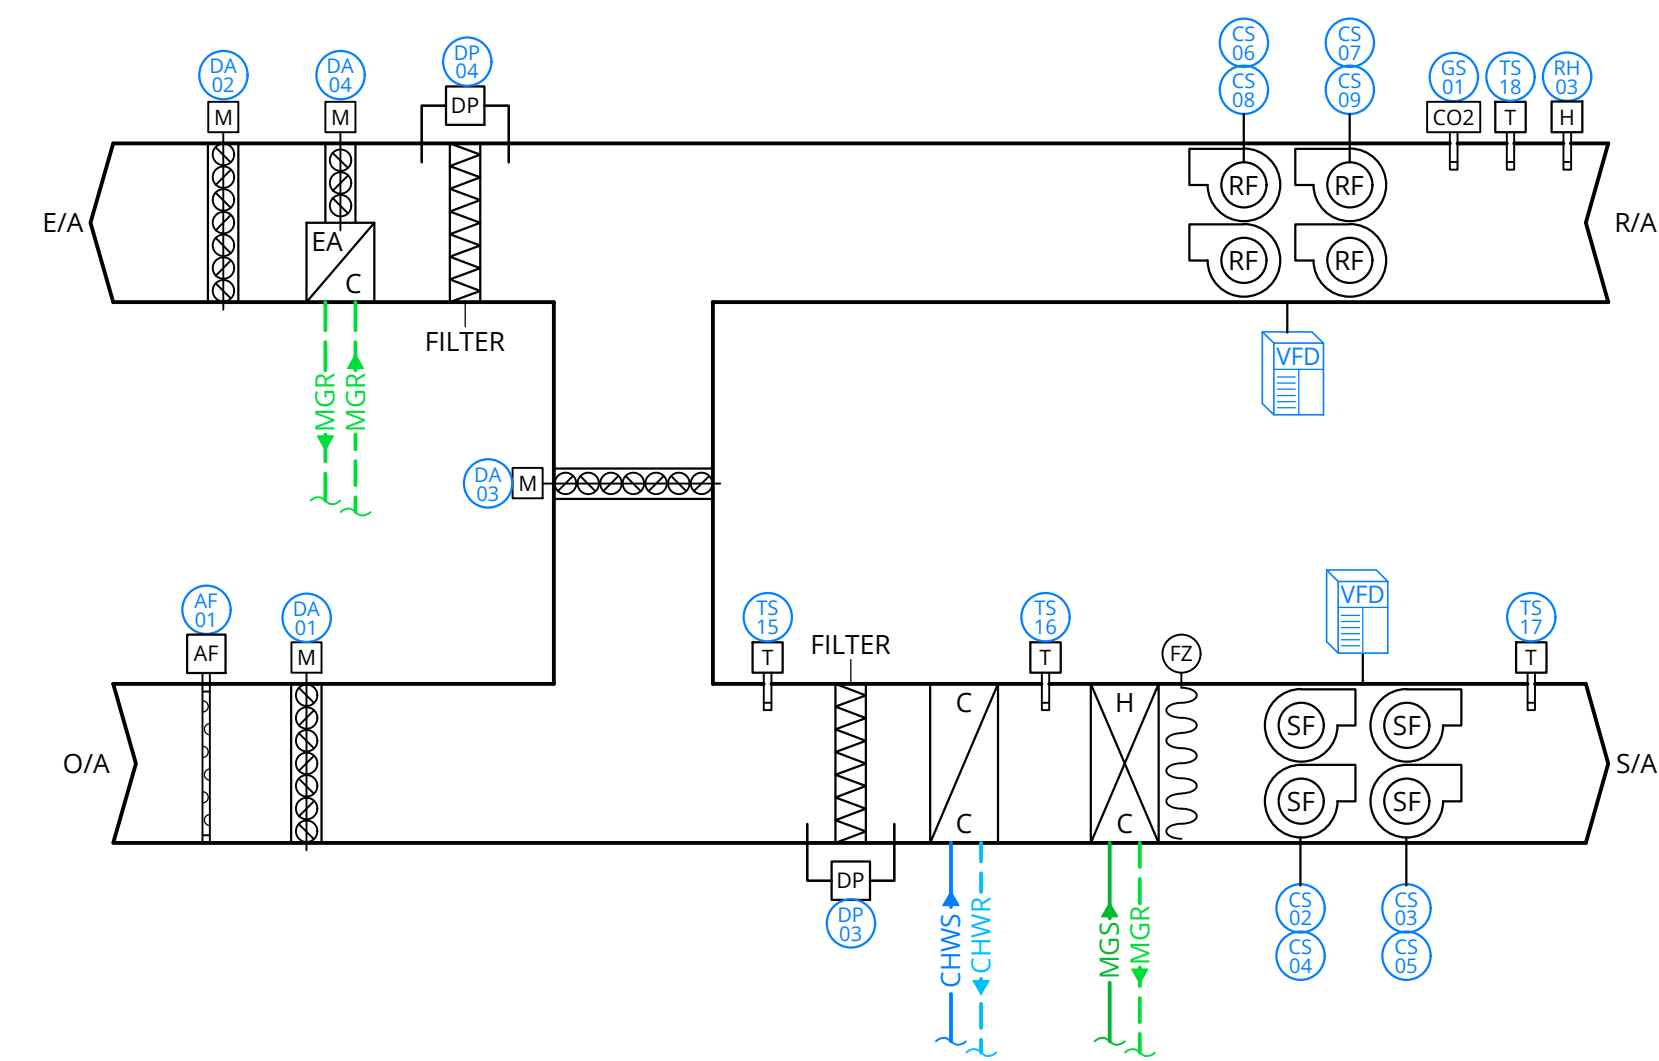 CS
06
CS
08
CS
07
CS
09
DP
04
DA
02
DA
04
GS
01
TS
18
RH
03
M
M
DP
CO2
T
H
E/A
EA
C
RF
RF
RF
RF
R/A
FILTER
VFD
MGR
MGR
DA
03
M
AF
01
DA
01
TS
15
TS
16
TS
17
VFD
AF
M
T
FILTER
T
FZ
T
O/A
C
C
H
C
SF
SF
SF
SF
S/A
DP
DP
03
CHWS
CHWR
MGS
MGR
CS
02
CS
04
CS
03
CS
05